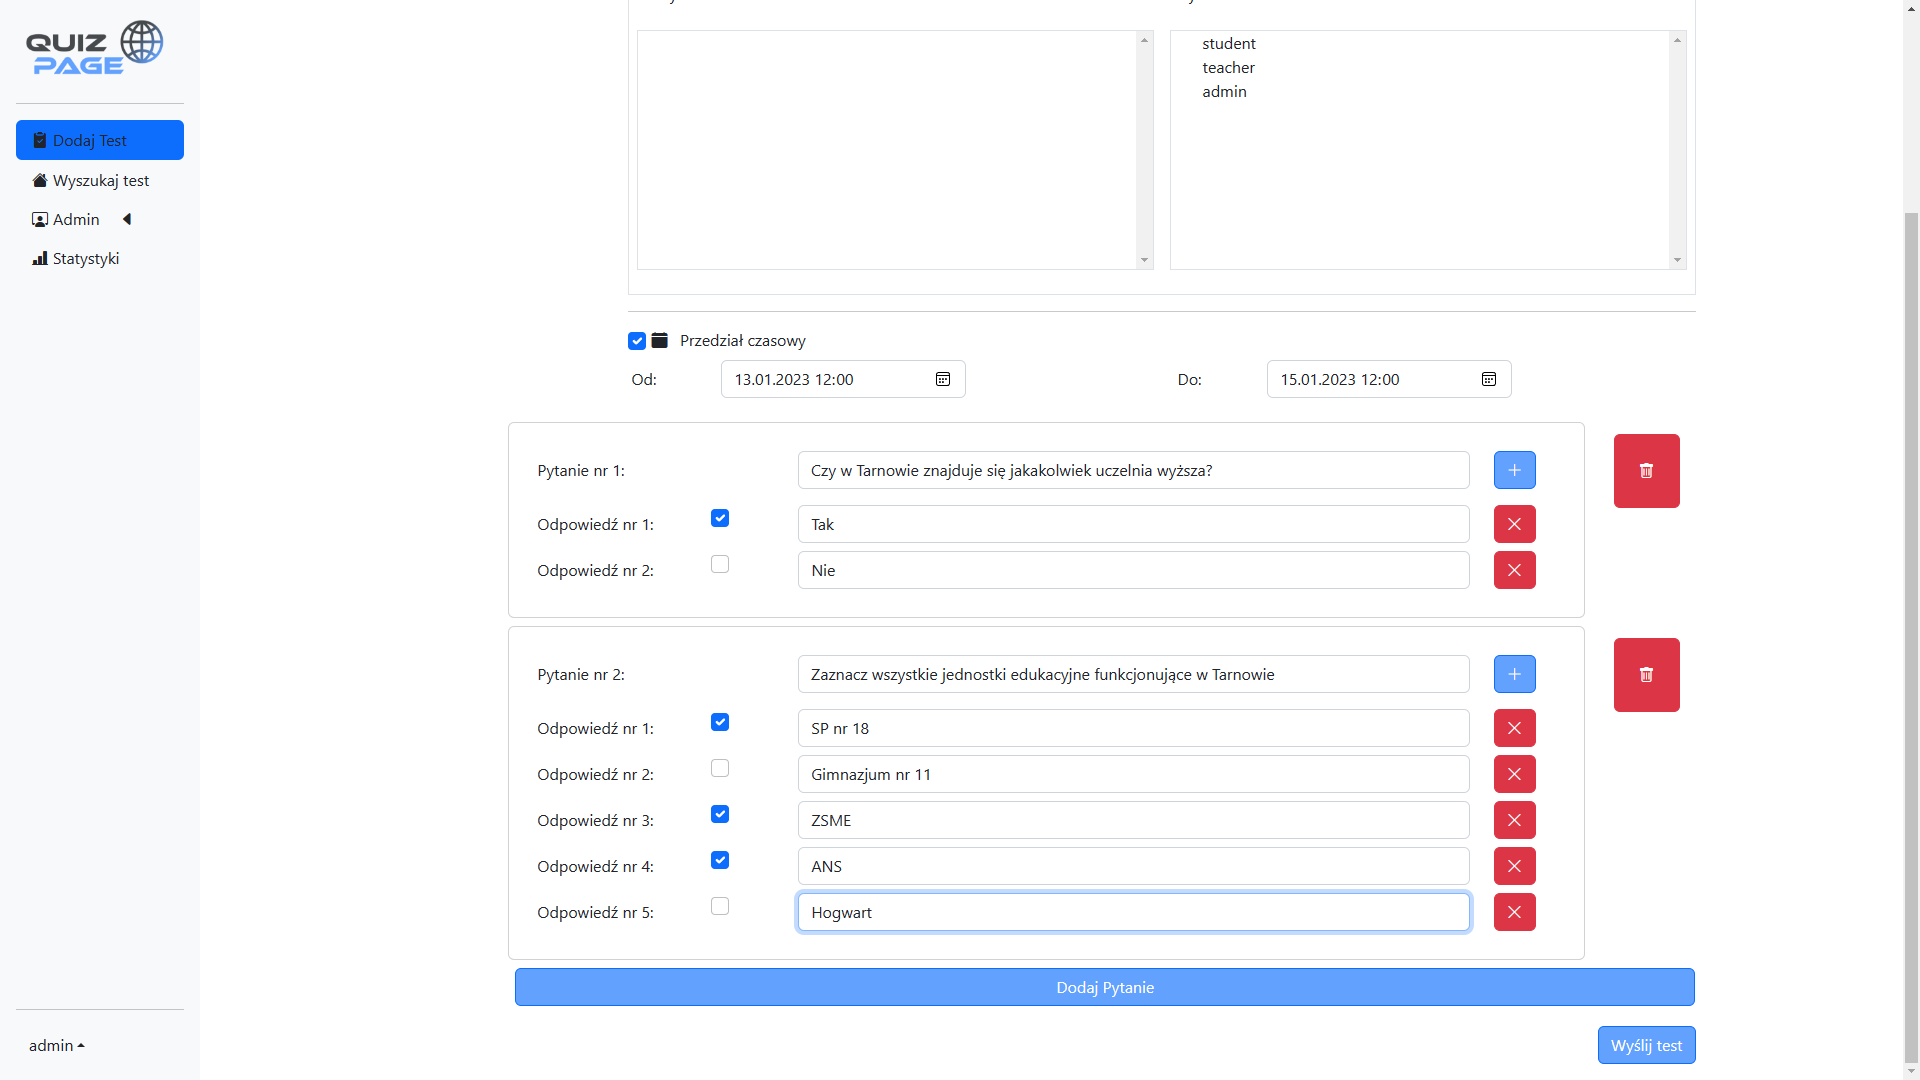 QUIZ
PAGE
Dodaj Test
Wyszukaj test
Admin
Statystyki
admin
student
teacher
admin
Przedział czasowy
Od: 13.01.2023 12:00 Do: 15.01.2023 12:00
Pytanie nr 1: Czy w Tarnowie znajduje się jakakolwiek uczelnia wyższa?
Odpowiedź nr 1: Tak
Odpowiedź nr 2: Nie
Pytanie nr 2: Zaznacz wszystkie jednostki edukacyjne funkcjonujące w Tarnowie
Odpowiedź nr 1: SP nr 18
Odpowiedź nr 2: Gimnazjum nr 11
Odpowiedź nr 3: ZSME
Odpowiedź nr 4: ANS
Odpowiedź nr 5: Hogwart
Dodaj Pytanie
Wyślij test